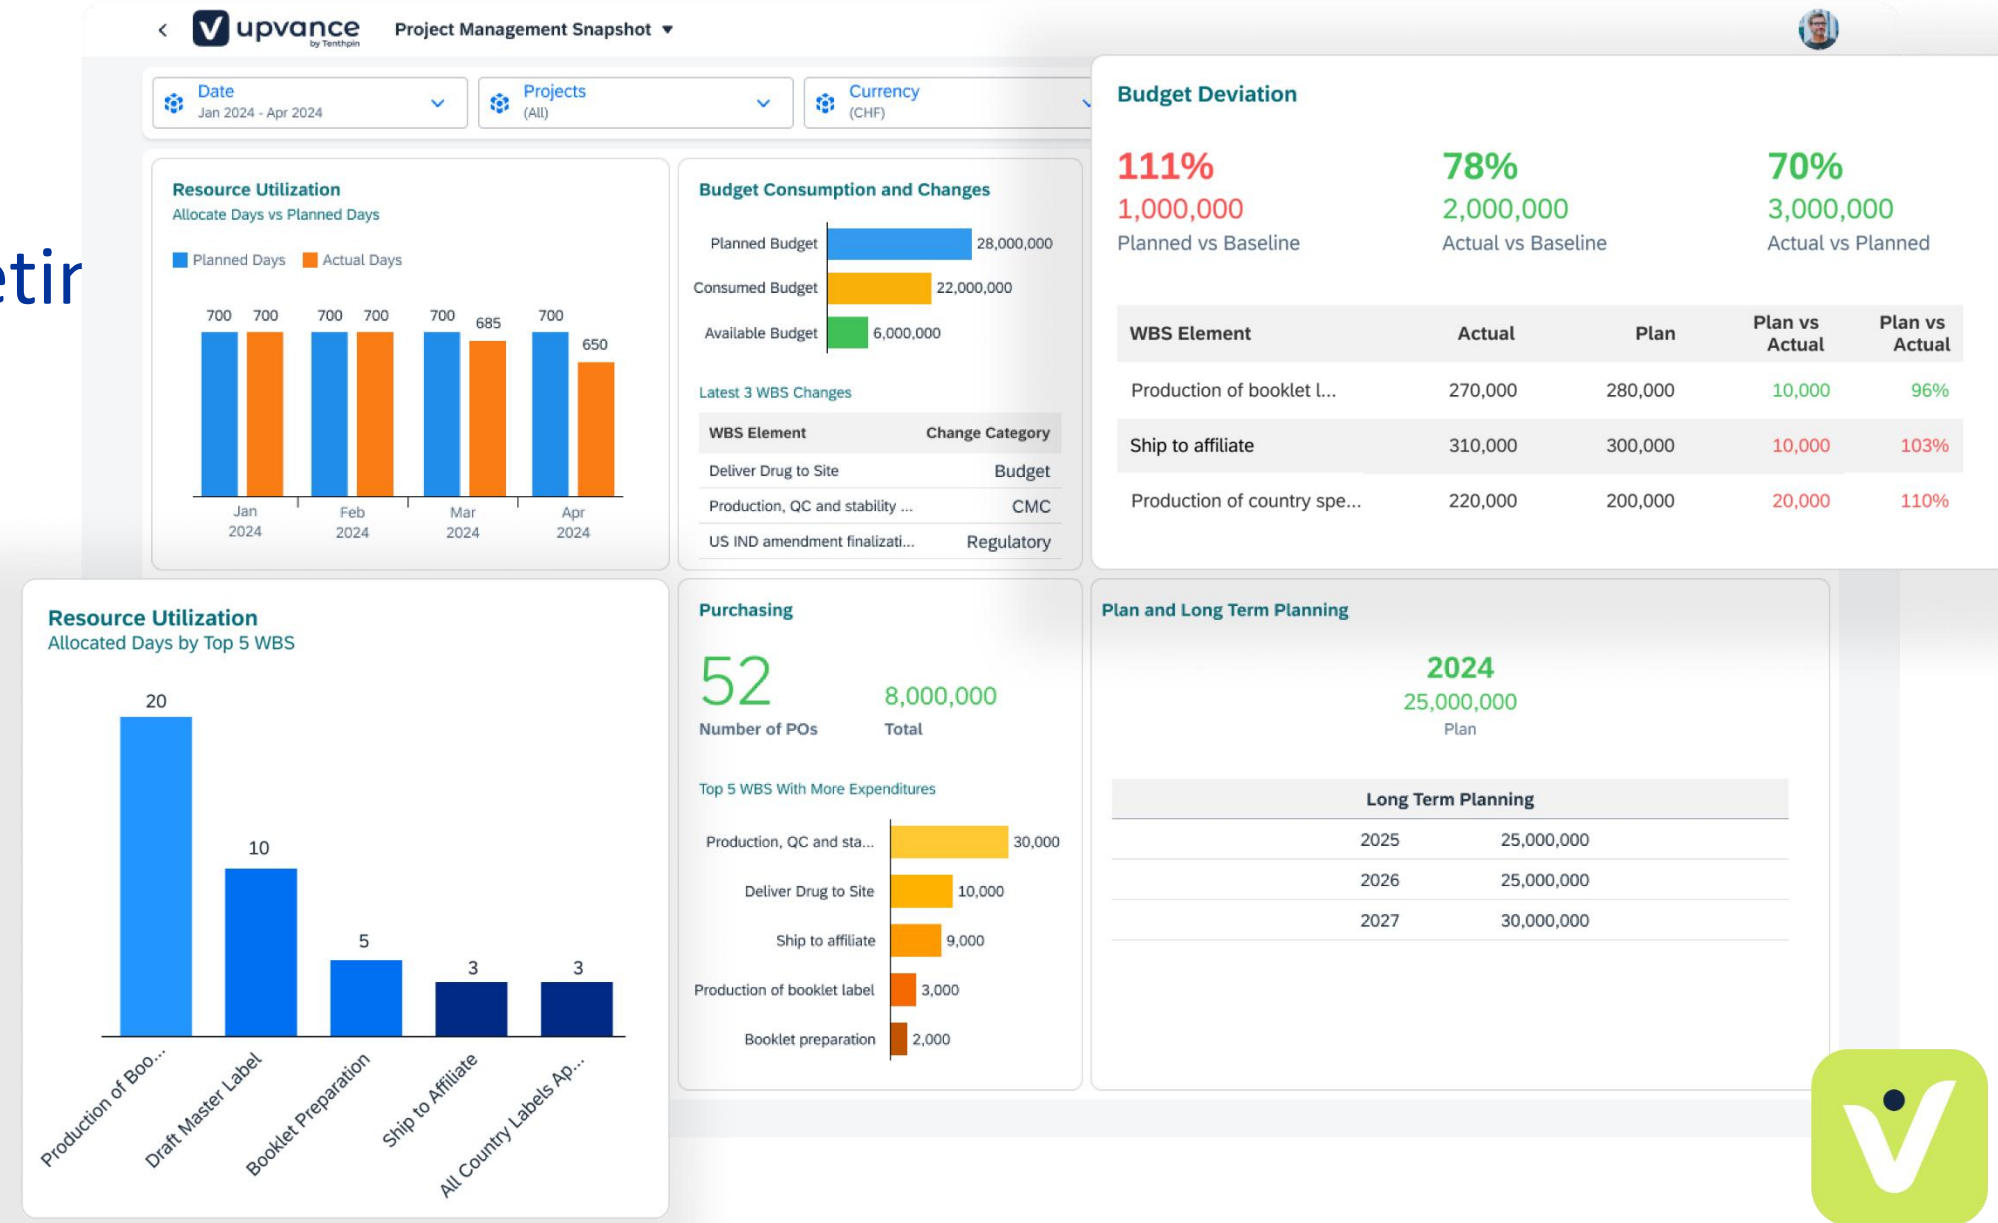 upvance
by Tenthpin
Project Management Snapshot
Date
Jan 2024 - Apr 2024
Projects
(All)
Currency
(CHF)
Resource Utilization
Allocate Days vs Planned Days
Planned Days Actual Days
700 700 700 700 700 685 700 650
Jan 2024
Feb 2024
Mar 2024
Apr 2024
Budget Consumption and Changes
Planned Budget 28,000,000
Consumed Budget 22,000,000
Available Budget 6,000,000
Latest 3 WBS Changes
WBS Element Change Category
Deliver Drug to Site Budget
Production, QC and stability ... CMC
US IND amendment finalizati... Regulatory
Budget Deviation
111% 78% 70%
1,000,000 2,000,000 3,000,000
Planned vs Baseline Actual vs Baseline Actual vs Planned
WBS Element Actual Plan Plan vs Actual Plan vs Actual
Production of booklet l... 270,000 280,000 10,000 96%
Ship to affiliate 310,000 300,000 10,000 103%
Production of country spe... 220,000 200,000 20,000 110%
etir
Resource Utilization
Allocated Days by Top 5 WBS
20 10 5 3 3
Production of Boo...
Draft Master Label
Booklet Preparation
Ship to Affiliate
All Country Labels Ap...
Purchasing
52 8,000,000
Number of POs Total
Top 5 WBS With More Expenditures
Production, QC and sta... 30,000
Deliver Drug to Site 10,000
Ship to affiliate 9,000
Production of booklet label 3,000
Booklet preparation 2,000
Plan and Long Term Planning
2024
25,000,000
Plan
Long Term Planning
2025 25,000,000
2026 25,000,000
2027 30,000,000